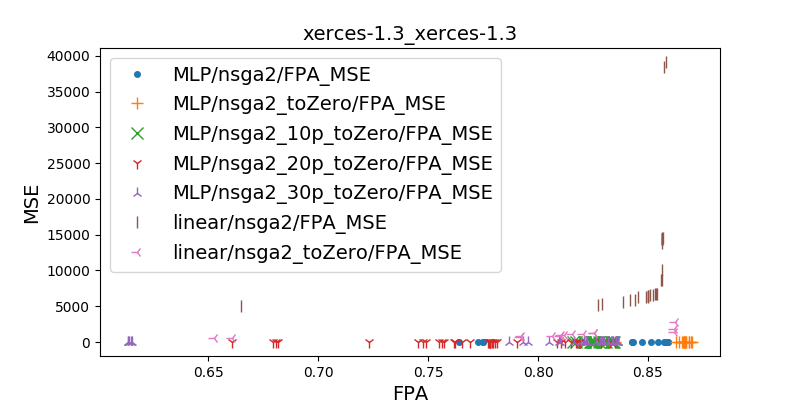 xerces-1.3_xerces-1.3
40000
35000
30000
25000
20000
15000
10000
5000
0
MSE
MLP/nsga2/FPA_MSE
MLP/nsga2_toZero/FPA_MSE
MLP/nsga2_10p_toZero/FPA_MSE
MLP/nsga2_20p_toZero/FPA_MSE
MLP/nsga2_30p_toZero/FPA_MSE
linear/nsga2/FPA_MSE
linear/nsga2_toZero/FPA_MSE
0.65 0.70 0.75 0.80 0.85
FPA